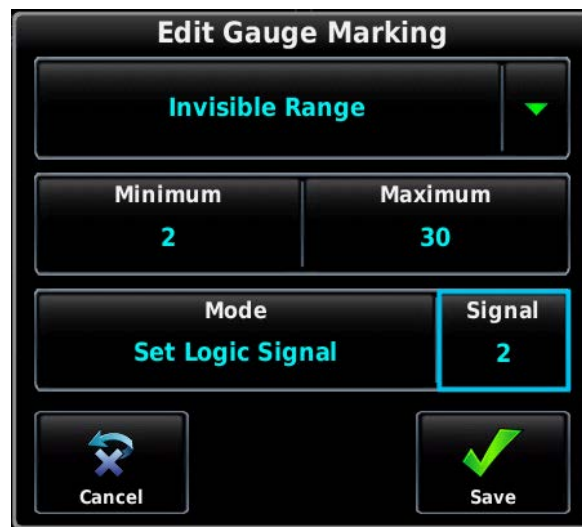 Edit Gauge Marking
Invisible Range
Minimum Maximum
2 30
Mode Signal
Set Logic Signal 2
Cancel Save